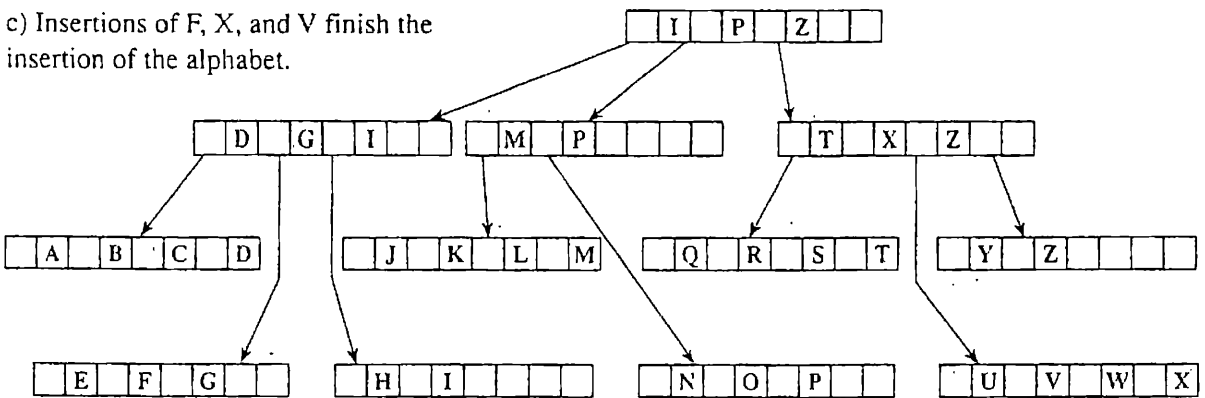 c) Insertions of F, X, and V finish the
insertion of the alphabet.
I P Z
D G I
M P
T X Z
A B C D
J K L M
Q R S T
Y Z
E F G
H I
N O P
U V W X